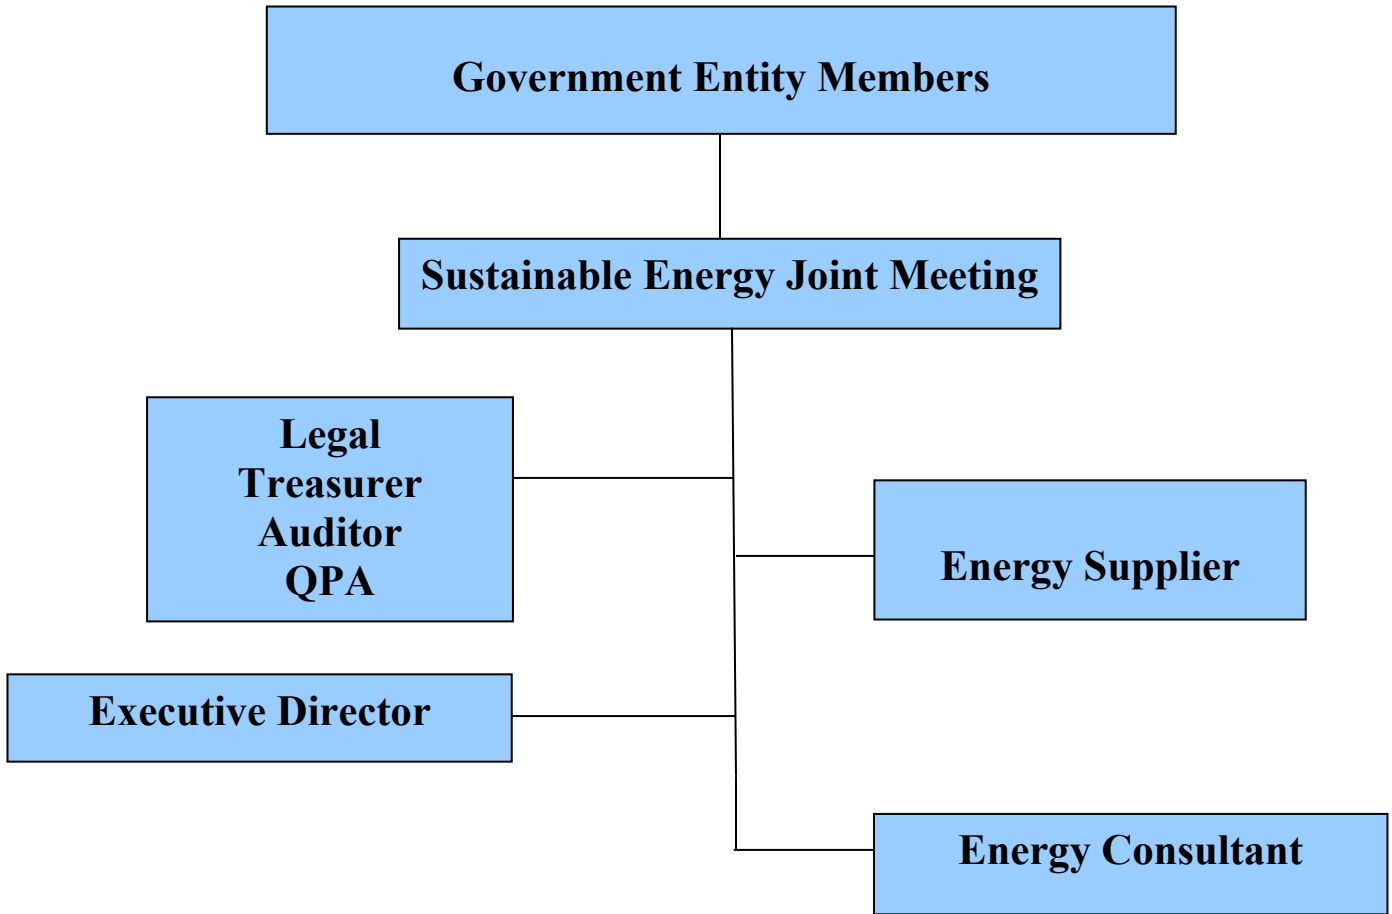 Government Entity Members
Sustainable Energy Joint Meeting
Legal
Treasurer
Auditor
QPA
Energy Supplier
Executive Director
Energy Consultant